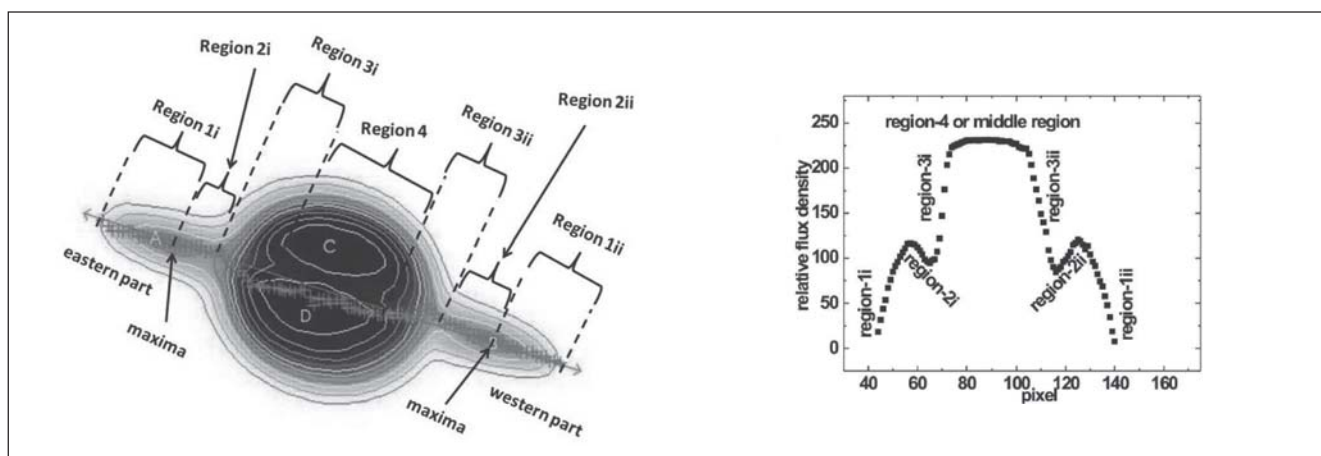 Region 2i
Region 3i
Region 1i
Region 4
Region 3ii
Region 2ii
Region 1ii
A
C
D
eastern part
maxima
maxima
western part
relative flux density
250
200
150
100
50
0
region-4 or middle region
region-1i
region-2i
region-3i
region-3ii
region-2ii
region-1ii
40
60
80
100
120
140
160
pixel